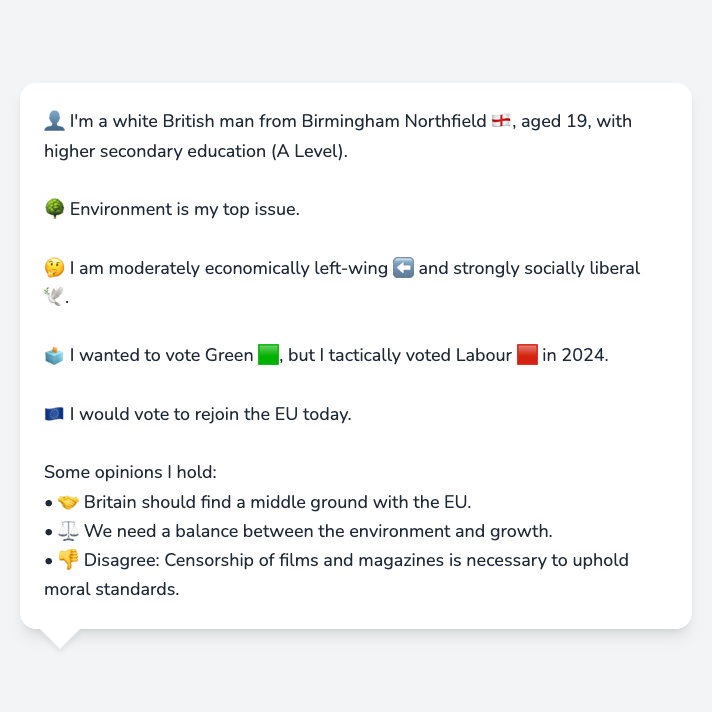 👤 I'm a white British man from Birmingham Northfield 🏴󠁧󠁢󠁥󠁮󠁧󠁿, aged 19, with
higher secondary education (A Level).
🌳 Environment is my top issue.
🤔 I am moderately economically left-wing ⬅️ and strongly socially liberal
🕊️.
🗳️ I wanted to vote Green 🟩, but I tactically voted Labour 🟥 in 2024.
🇪🇺 I would vote to rejoin the EU today.
Some opinions I hold:
• 🤝 Britain should find a middle ground with the EU.
• ⚖️ We need a balance between the environment and growth.
• 👎 Disagree: Censorship of films and magazines is necessary to uphold
moral standards.